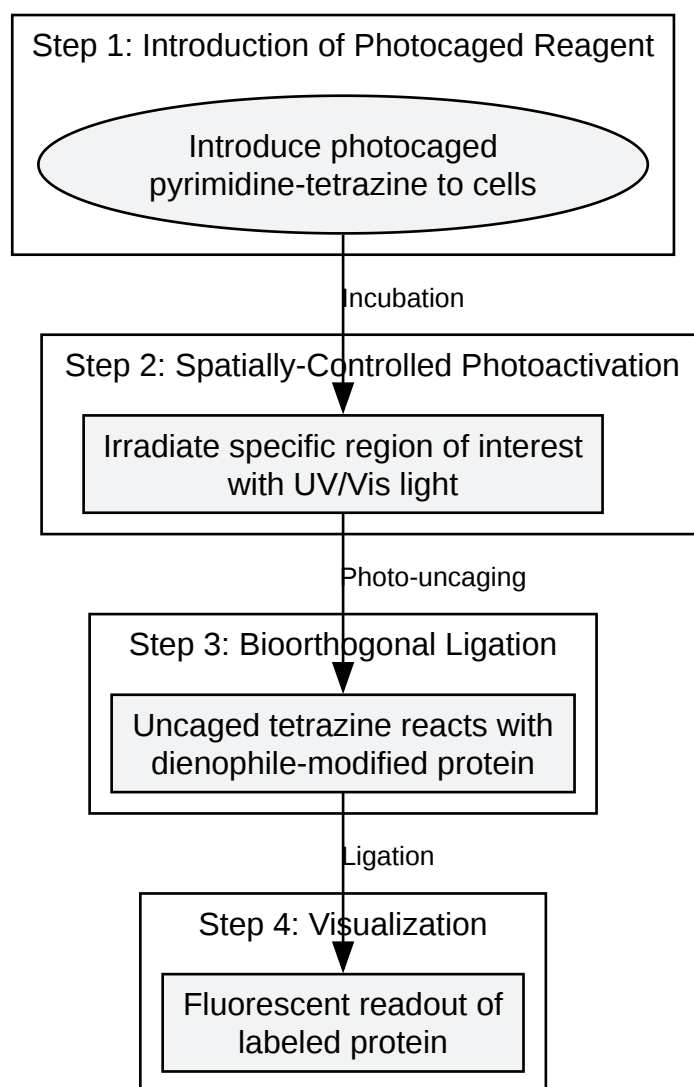 Step 1: Introduction of Photocaged Reagent
Introduce photocaged
pyrimidine-tetrazine to cells
Incubation
Step 2: Spatially-Controlled Photoactivation
Irradiate specific region of interest
with UV/Vis light
Photo-uncaging
Step 3: Bioorthogonal Ligation
Uncaged tetrazine reacts with
dienophile-modified protein
Ligation
Step 4: Visualization
Fluorescent readout of
labeled protein